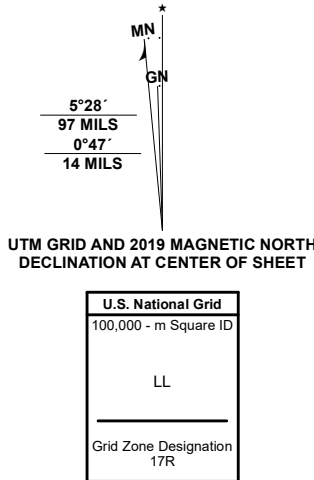 MN
GN
5°28´
97 MILS
0°47´
14 MILS
UTM GRID AND 2019 MAGNETIC NORTH
DECLINATION AT CENTER OF SHEET
U.S. National Grid
100,000 - m Square ID
LL
Grid Zone Designation
17R